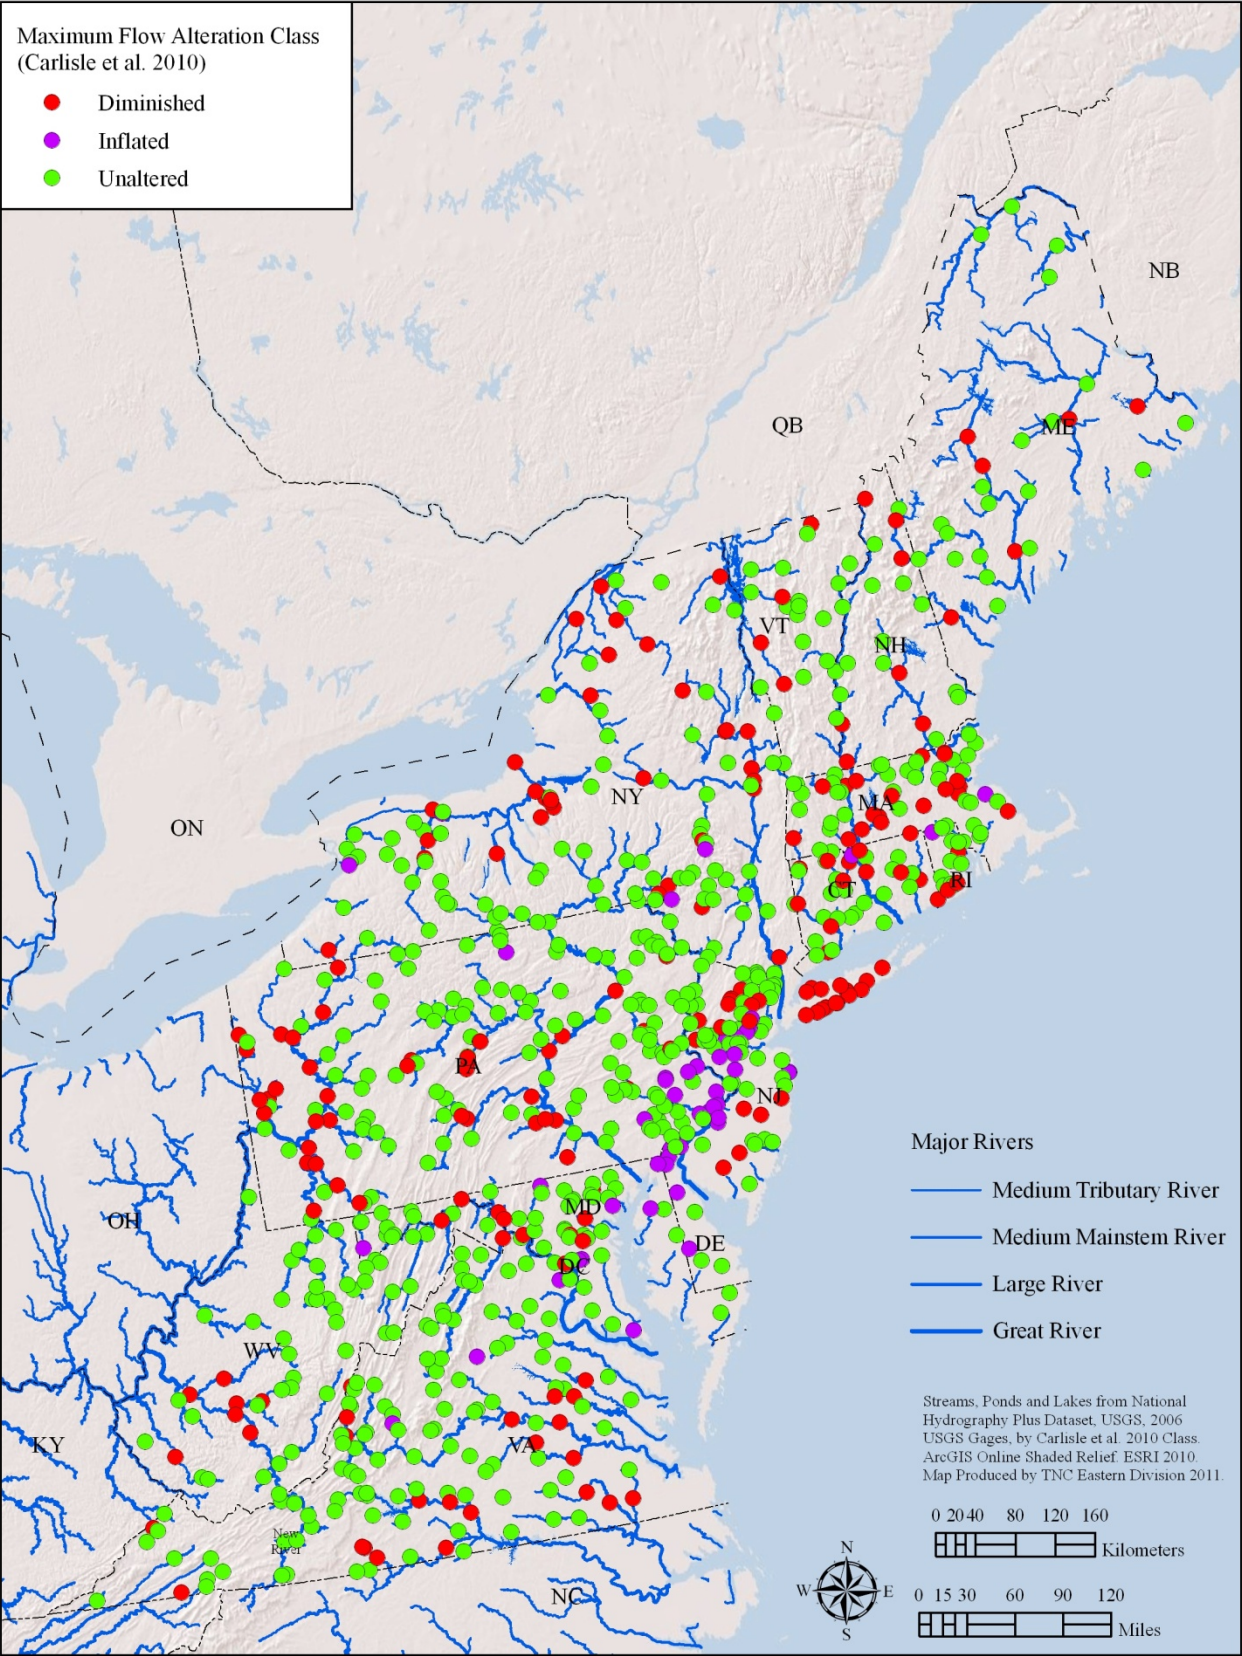 Maximum Flow Alteration Class
(Carlisle et al. 2010)
Diminished
Inflated
Unaltered
NB
QB
ME
VT
NH
NY
ON
MA
CT
RI
PA
NJ
OH
MD
DE
DC
WV
KY
VA
New
River
NC
Major Rivers
Medium Tributary River
Medium Mainstem River
Large River
Great River
Streams, Ponds and Lakes from National
Hydrography Plus Dataset, USGS, 2006
USGS Gages, by Carlisle et al. 2010 Class.
ArcGIS Online Shaded Relief. ESRI 2010.
Map Produced by TNC Eastern Division 2011.
0 20 40 80 120 160
Kilometers
N
W E
S
0 15 30 60 90 120
Miles